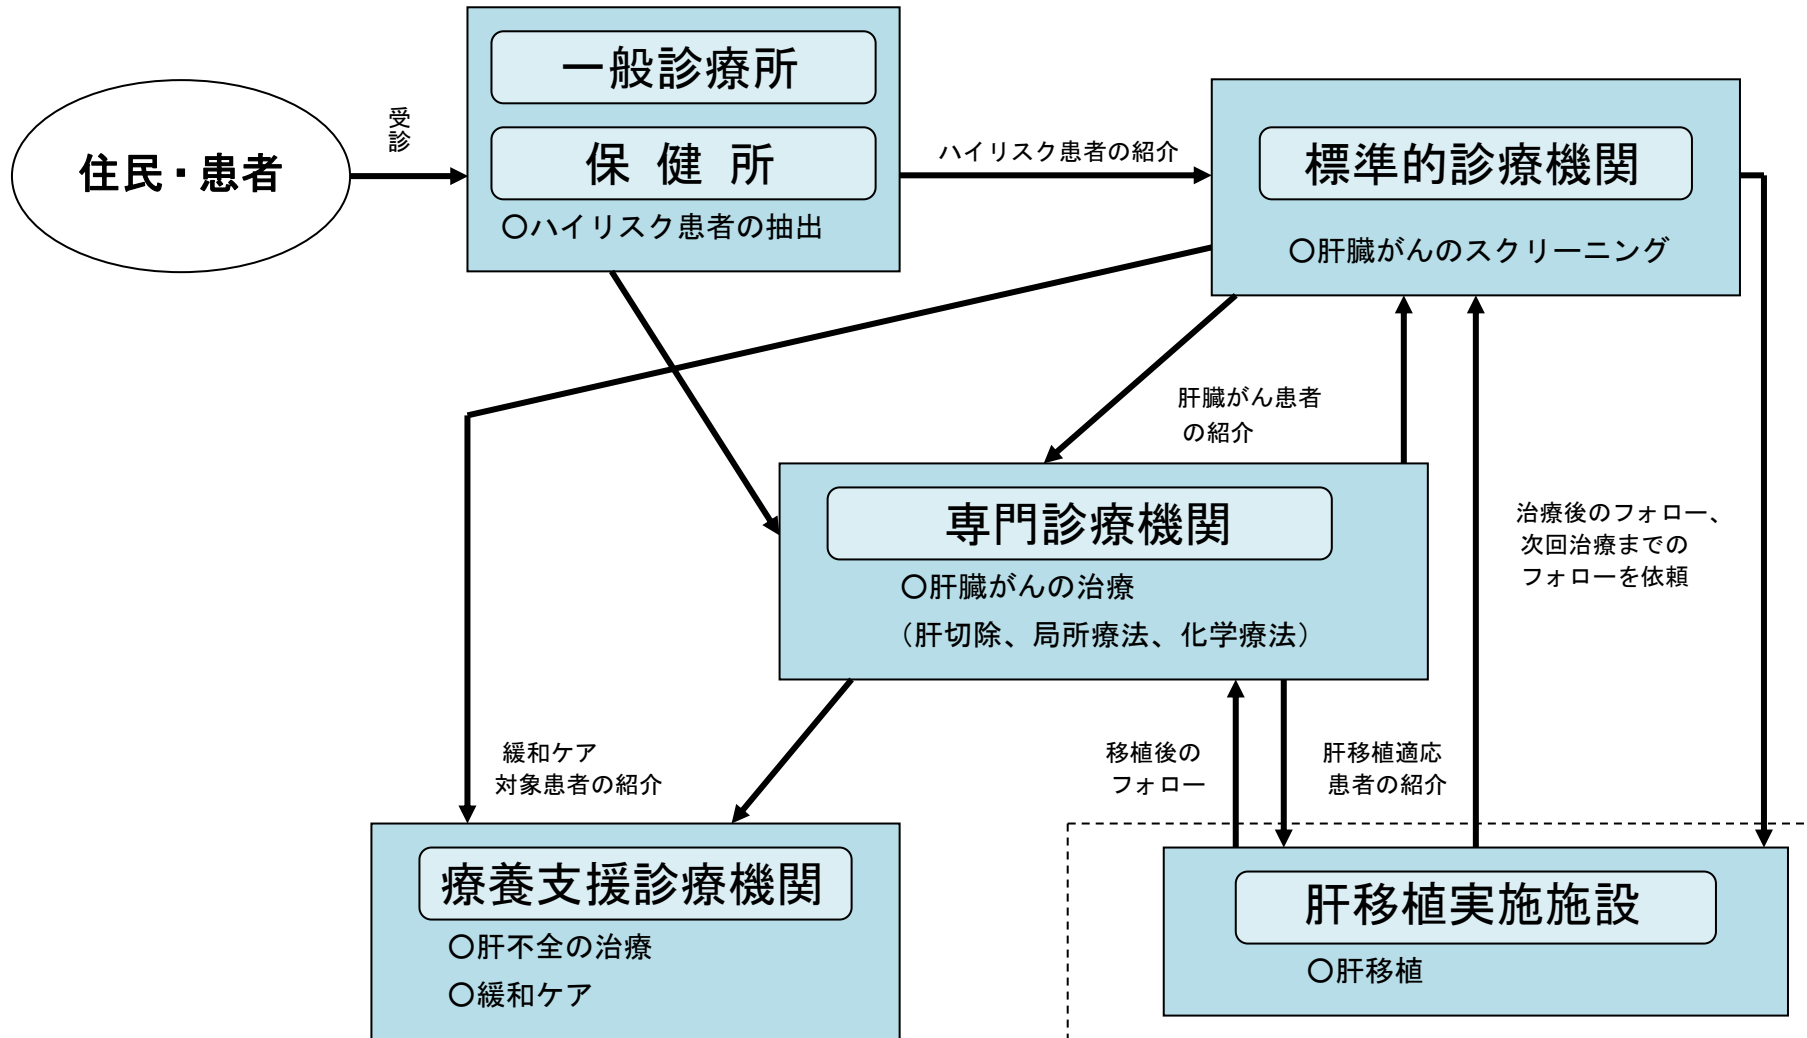 一般診療所
保健所
〇ハイリスク患者の抽出
住民・患者
受診
ハイリスク患者の紹介
標準的診療機関
〇肝臓がんのスクリーニング
肝臓がん患者
の紹介
専門診療機関
〇肝臓がんの治療
（肝切除、局所療法、化学療法）
治療後のフォロー、
次回治療までの
フォローを依頼
緩和ケア
対象患者の紹介
移植後の
フォロー
肝移植適応
患者の紹介
療養支援診療機関
〇肝不全の治療
〇緩和ケア
肝移植実施施設
〇肝移植